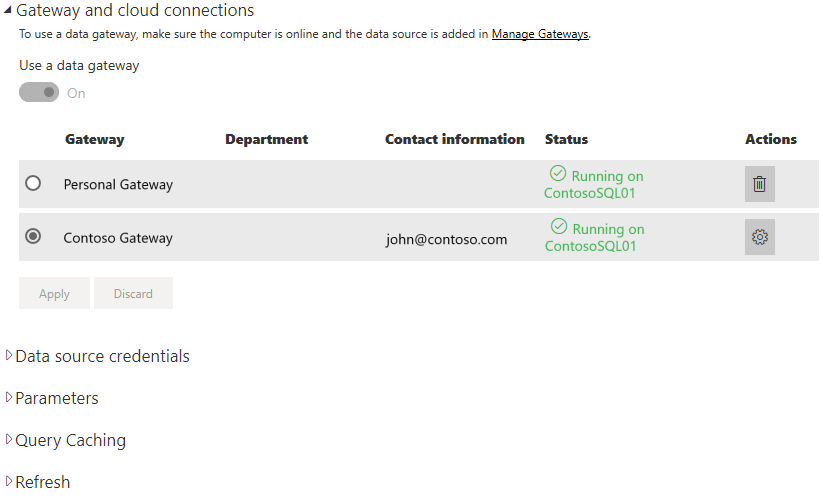 Gateway and cloud connections
To use a data gateway, make sure the computer is online and the data source is added in Manage Gateways.
Use a data gateway
On
Gateway Department Contact information Status Actions
Personal Gateway Running on ContosoSQL01
Contoso Gateway john@contoso.com Running on ContosoSQL01
Apply Discard
Data source credentials
Parameters
Query Caching
Refresh